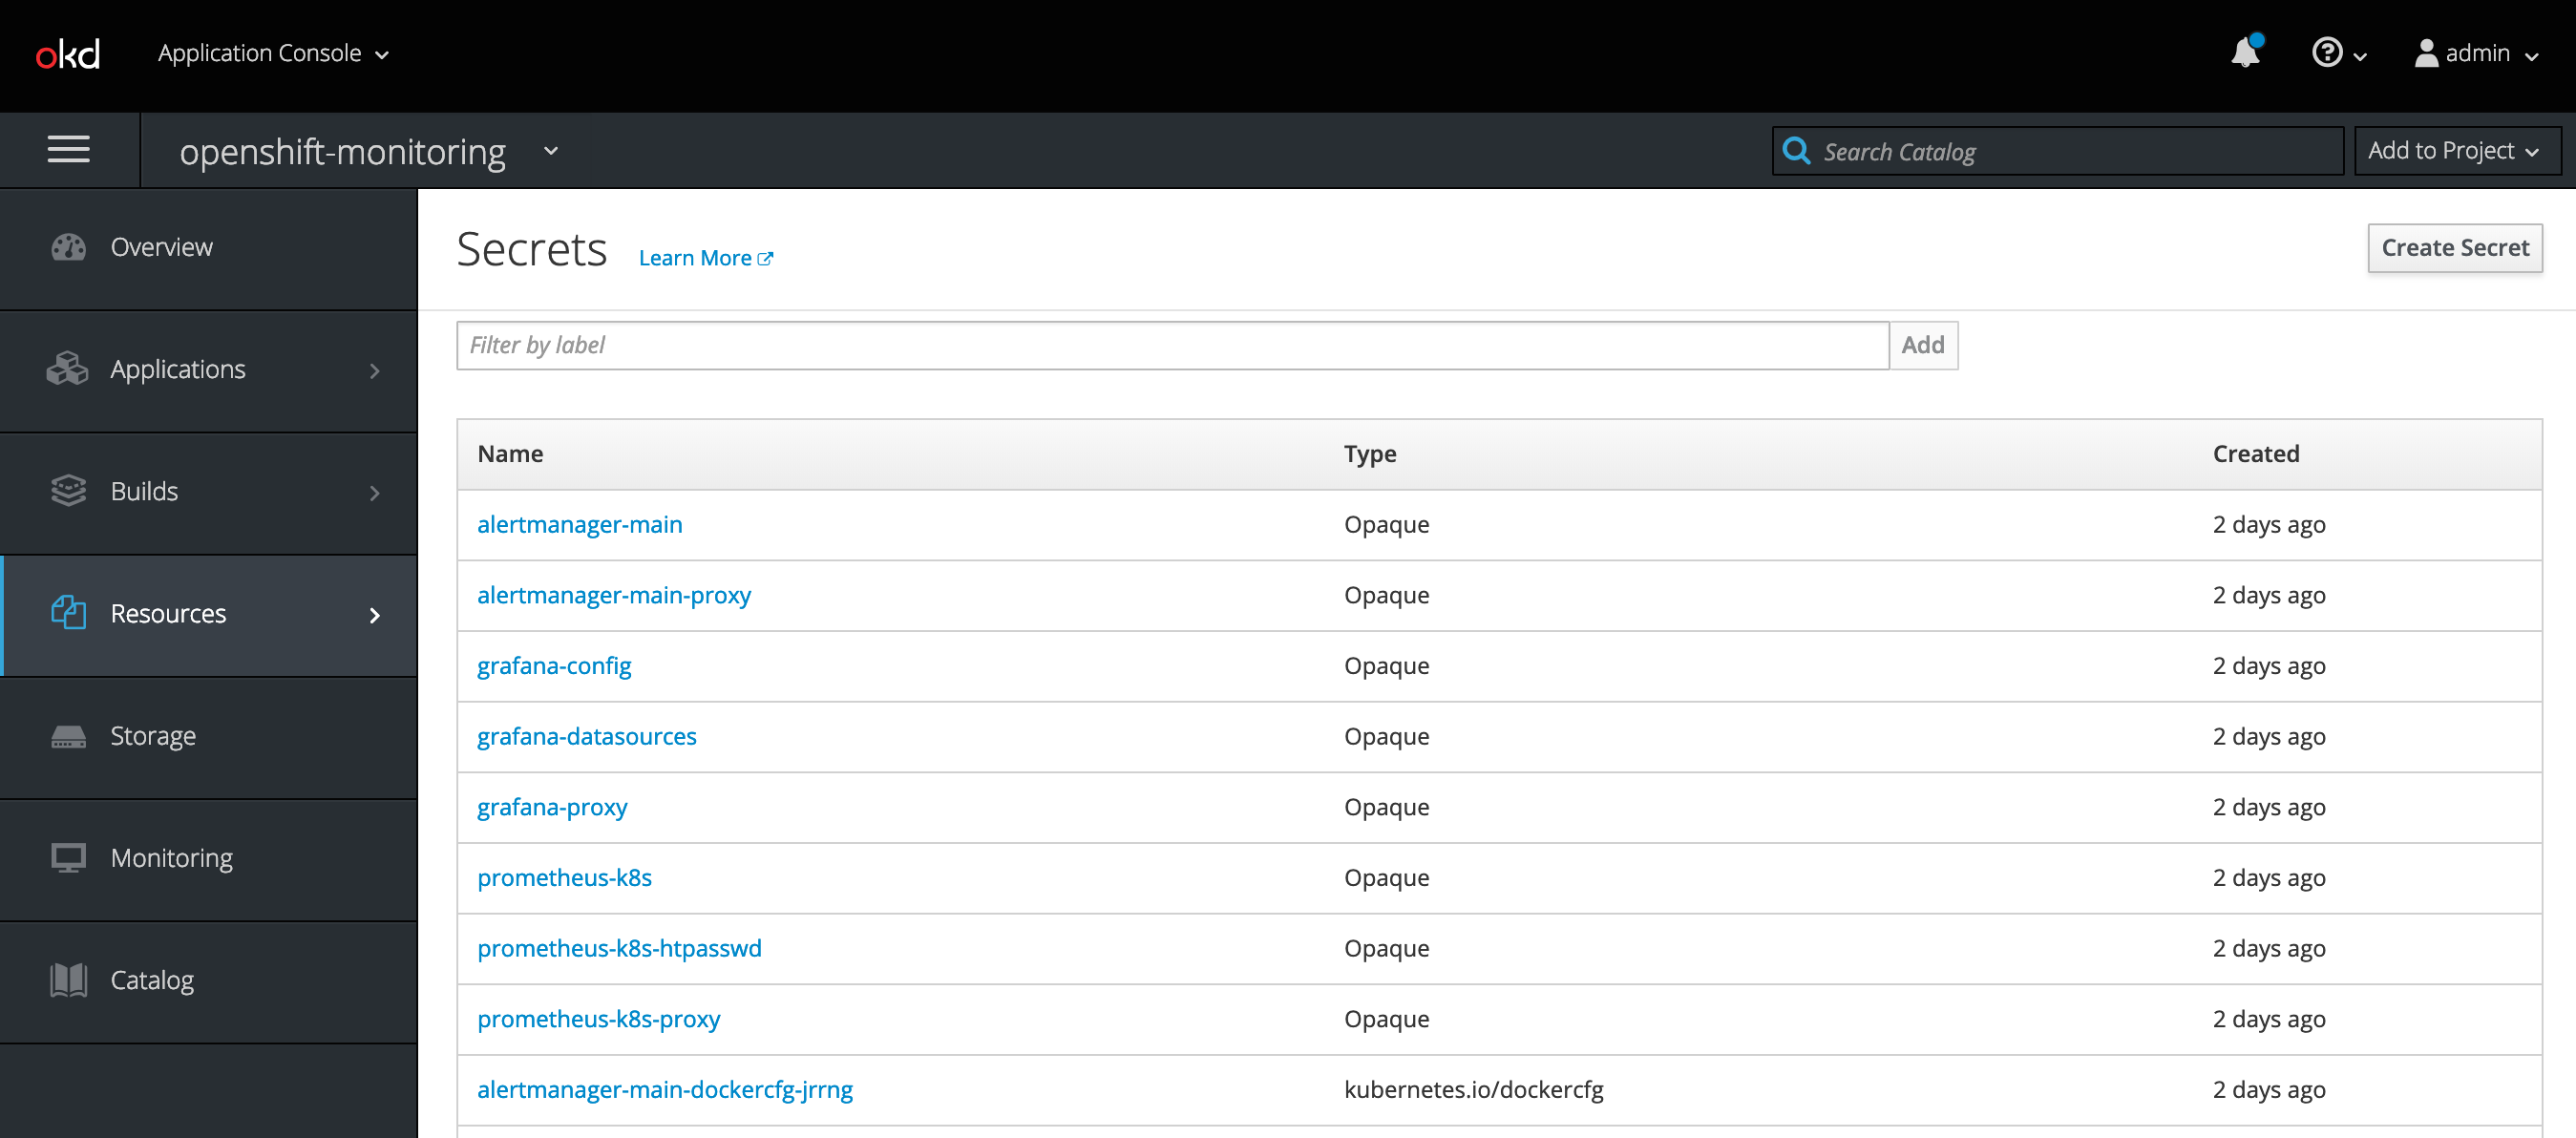 okd Application Console admin
openshift-monitoring Search Catalog Add to Project
Overview
Applications
Builds
Resources
Storage
Monitoring
Catalog
Secrets Learn More Create Secret
Filter by label Add
Name Type Created
alertmanager-main Opaque 2 days ago
alertmanager-main-proxy Opaque 2 days ago
grafana-config Opaque 2 days ago
grafana-datasources Opaque 2 days ago
grafana-proxy Opaque 2 days ago
prometheus-k8s Opaque 2 days ago
prometheus-k8s-htpasswd Opaque 2 days ago
prometheus-k8s-proxy Opaque 2 days ago
alertmanager-main-dockercfg-jrrng kubernetes.io/dockercfg 2 days ago